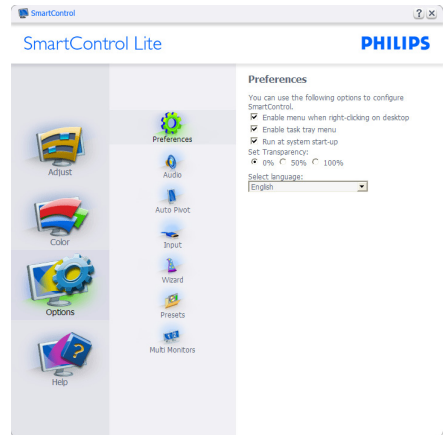 SmartControl
SmartControl Lite
PHILIPS
Adjust
Color
Options
Help
Preferences
Audio
Auto Pivot
Input
Wizard
Presets
Multi Monitors
Preferences
You can use the following options to configure
SmartControl.
Enable menu when right-clicking on desktop
Enable task tray menu
Run at system start-up
Set Transparency:
0% 50% 100%
Select language:
English